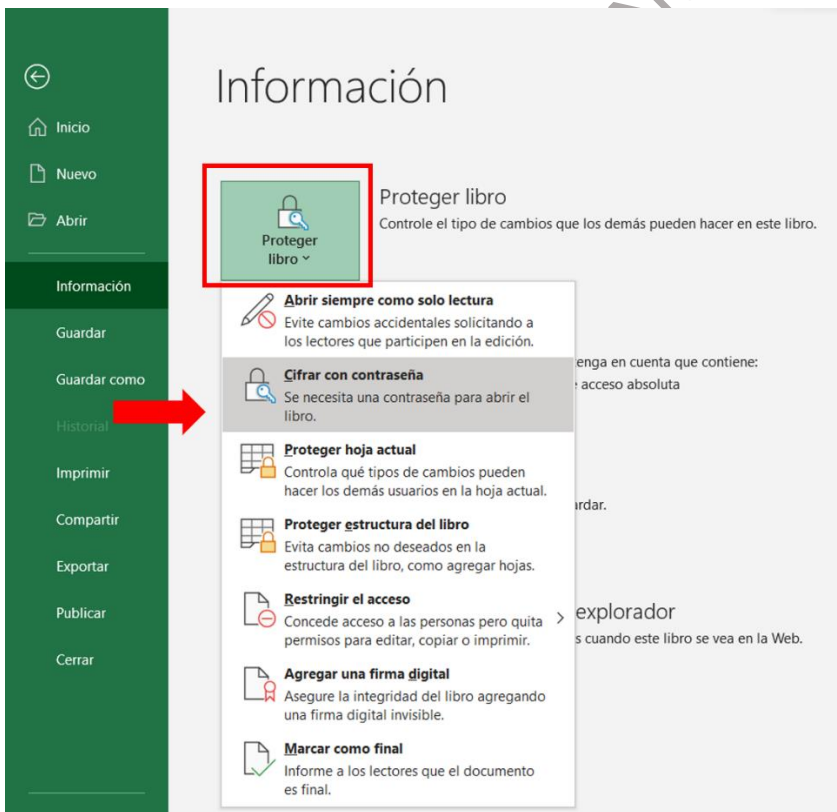 Información
Inicio
Nuevo
Abrir
Información
Guardar
Guardar como
Historial
Imprimir
Compartir
Exportar
Publicar
Cerrar
Proteger
libro
Proteger libro
Controle el tipo de cambios que los demás pueden hacer en este libro.
Abrir siempre como solo lectura
Evite cambios accidentales solicitando a
los lectores que participen en la edición.
Cifrar con contraseña
Se necesita una contraseña para abrir el
libro.
Proteger hoja actual
Controla qué tipos de cambios pueden
hacer los demás usuarios en la hoja actual.
Proteger estructura del libro
Evita cambios no deseados en la
estructura del libro, como agregar hojas.
Restringir el acceso
Concede acceso a las personas pero quita
permisos para editar, copiar o imprimir.
Agregar una firma digital
Asegure la integridad del libro agregando
una firma digital invisible.
Marcar como final
Informe a los lectores que el documento
es final.
enga en cuenta que contiene:
acceso absoluta
ardar.
explorador
s cuando este libro se vea en la Web.